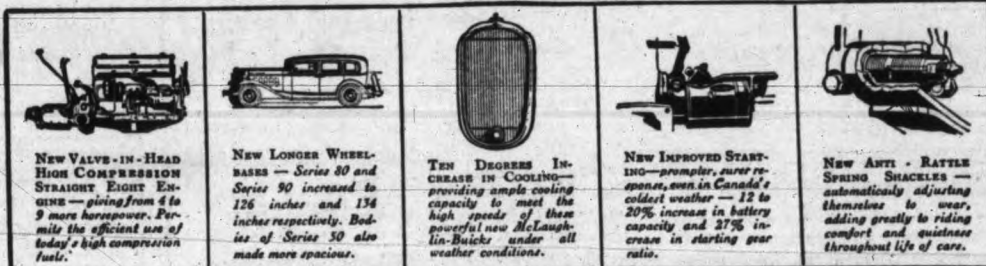 NEW VALVE-IN-HEAD
HIGH COMPRESSION
STRAIGHT EIGHT EN-
GINE — giving from 4 to
9 more horsepower. Per-
mits the efficient use of
today's high compression
fuels.
NEW LONGER WHEEL-
BASES — Series 80 and
Series 90 increased to
126 inches and 134
inches respectively. Bod-
ies of Series 50 also
made more spacious.
TEN DEGREES IN-
CREASE IN COOLING—
providing ample cooling
capacity to meet the
high speeds of these
powerful new McLaugh-
lin-Buicks under all
weather conditions.
NEW IMPROVED START-
ING—prompter, surer re-
sponse, even in Canada's
coldest weather — 12 to
20% increase in battery
capacity and 27% in-
crease in starting gear
ratio.
NEW ANTI-RATTLE
SPRING SHACKLES —
automatically adjusting
themselves to wear,
adding greatly to riding
comfort and quietness
throughout life of care.